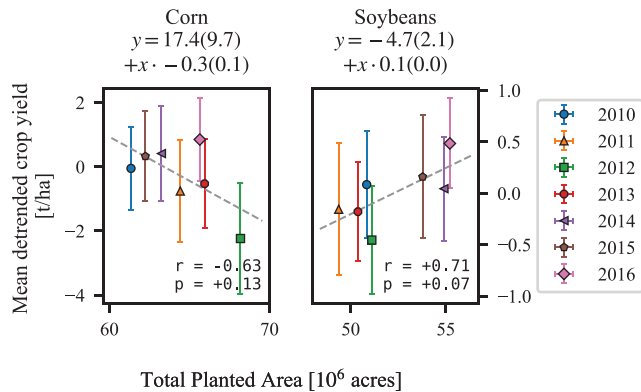 Corn
y = 17.4(9.7)
+x · −0.3(0.1)
Soybeans
y = −4.7(2.1)
+x · 0.1(0.0)
Mean detrended crop yield
[t/ha]
2
0
−2
−4
r = -0.63
p = +0.13
60
70
r = +0.71
p = +0.07
50
55
1.0
0.5
0.0
−0.5
−1.0
Total Planted Area [10⁶ acres]
2010
2011
2012
2013
2014
2015
2016